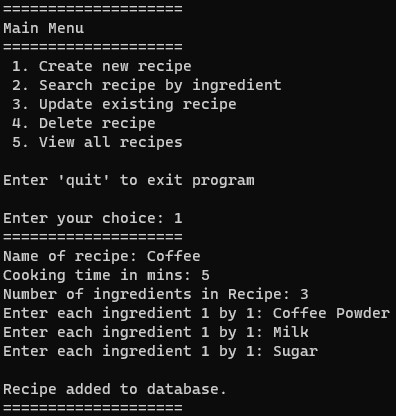 ====================
Main Menu
====================
 1. Create new recipe
 2. Search recipe by ingredient
 3. Update existing recipe
 4. Delete recipe
 5. View all recipes

Enter 'quit' to exit program

Enter your choice: 1
====================
Name of recipe: Coffee
Cooking time in mins: 5
Number of ingredients in Recipe: 3
Enter each ingredient 1 by 1: Coffee Powder
Enter each ingredient 1 by 1: Milk
Enter each ingredient 1 by 1: Sugar

Recipe added to database.
====================